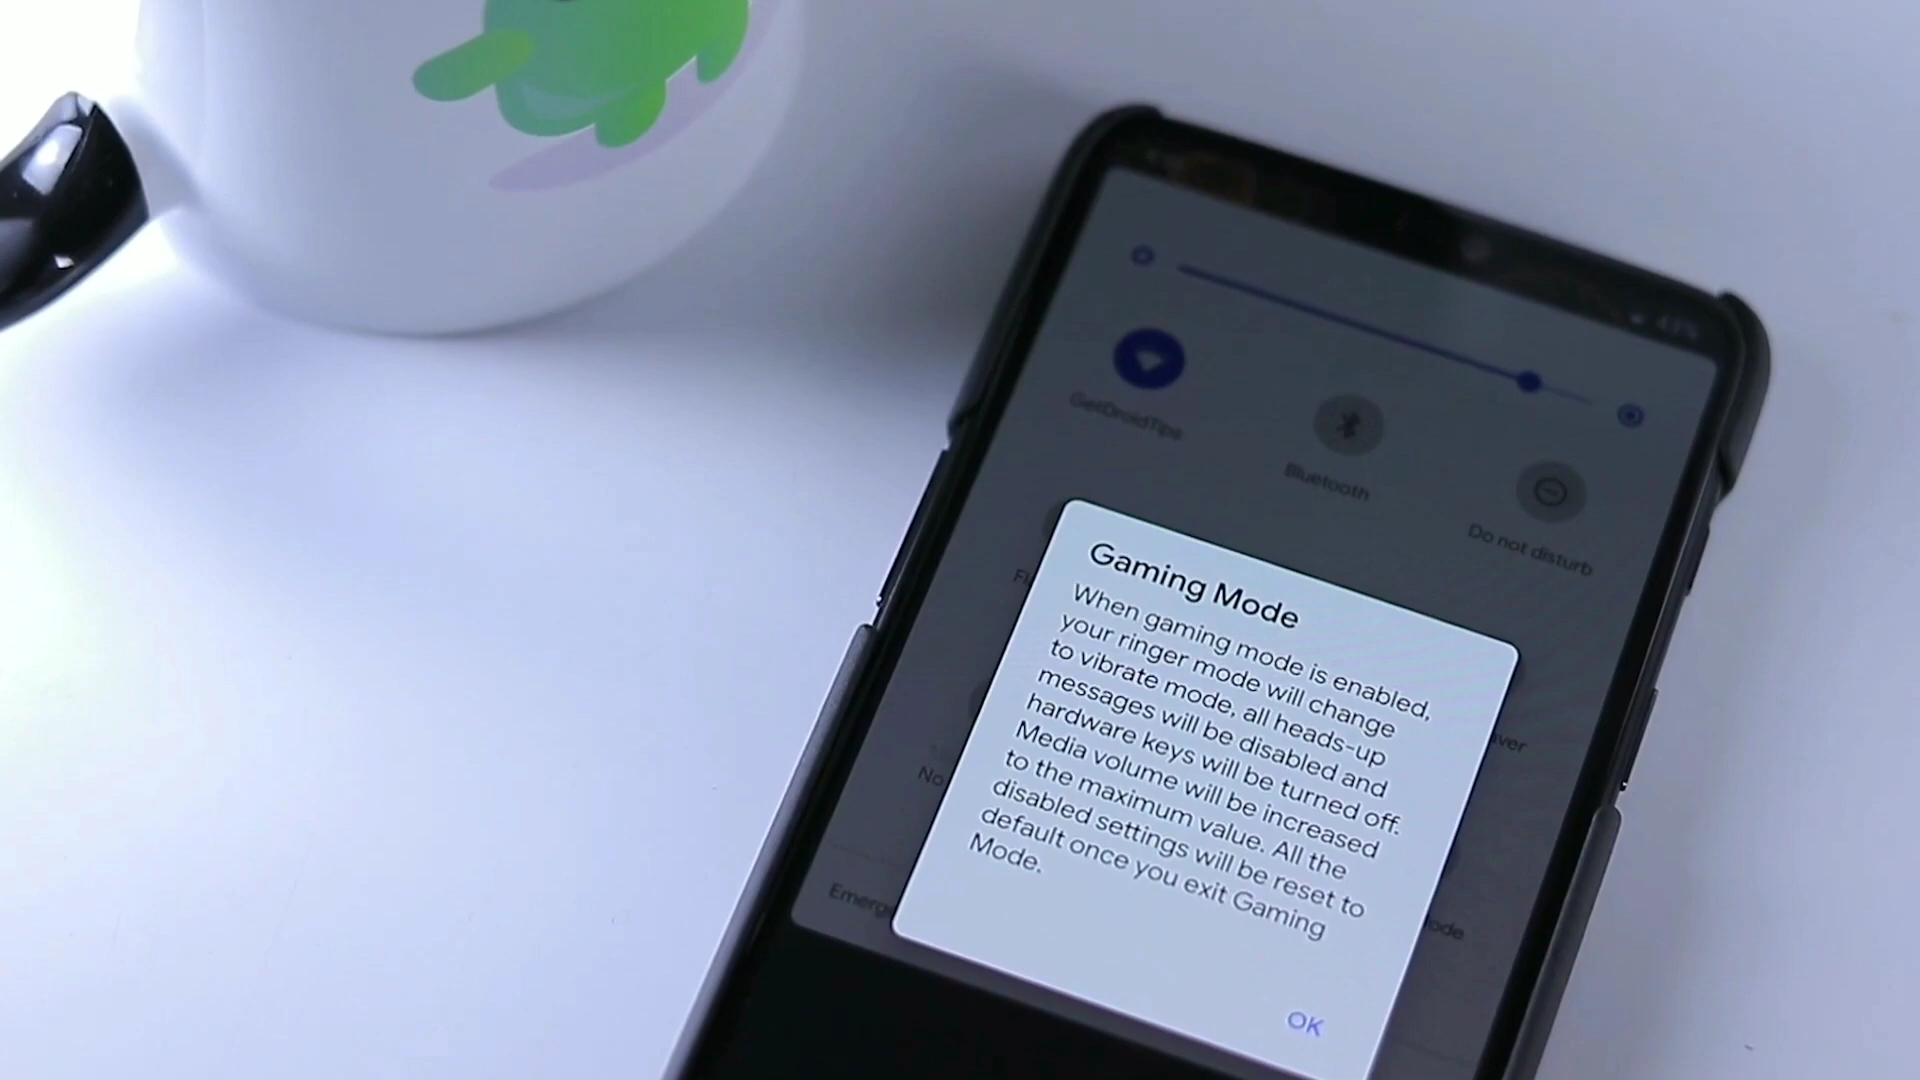 GetDroidTips
Bluetooth
Do not disturb
Gaming Mode
When gaming mode is enabled,
your ringer mode will change
to vibrate mode, all heads-up
messages will be disabled and
hardware keys will be turned off.
Media volume will be increased
to the maximum value. All the
disabled settings will be reset to
default once you exit Gaming
Mode.
No
OK